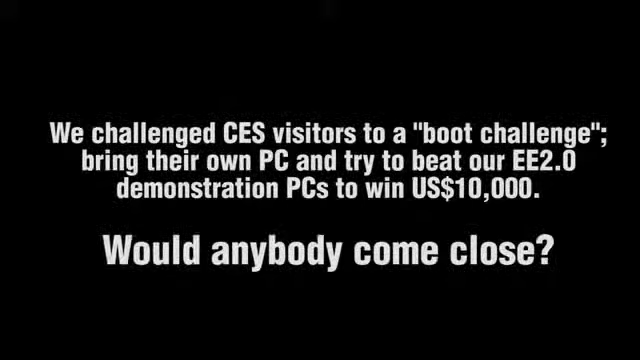 We challenged CES visitors to a "boot challenge";
bring their own PC and try to beat our EE2.0
demonstration PCs to win US$10,000.
Would anybody come close?